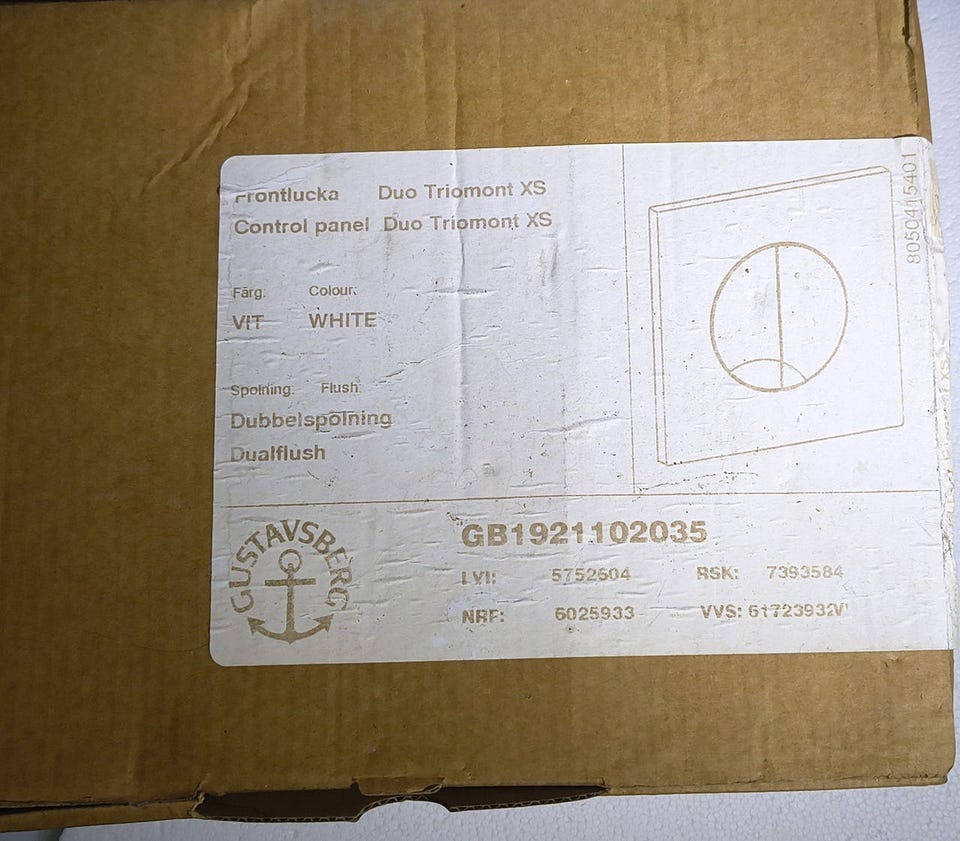 Frontlucka Duo Triomont XS
Control panel Duo Triomont XS
Färg: Colour:
VIT WHITE
Spolning: Flush:
Dubbelspolning
Dualflush
8050415401
GUSTAVSBERG
GB1921102035
LVI: 5752604 RSK: 7393584
NRF: 6025933 VVS: